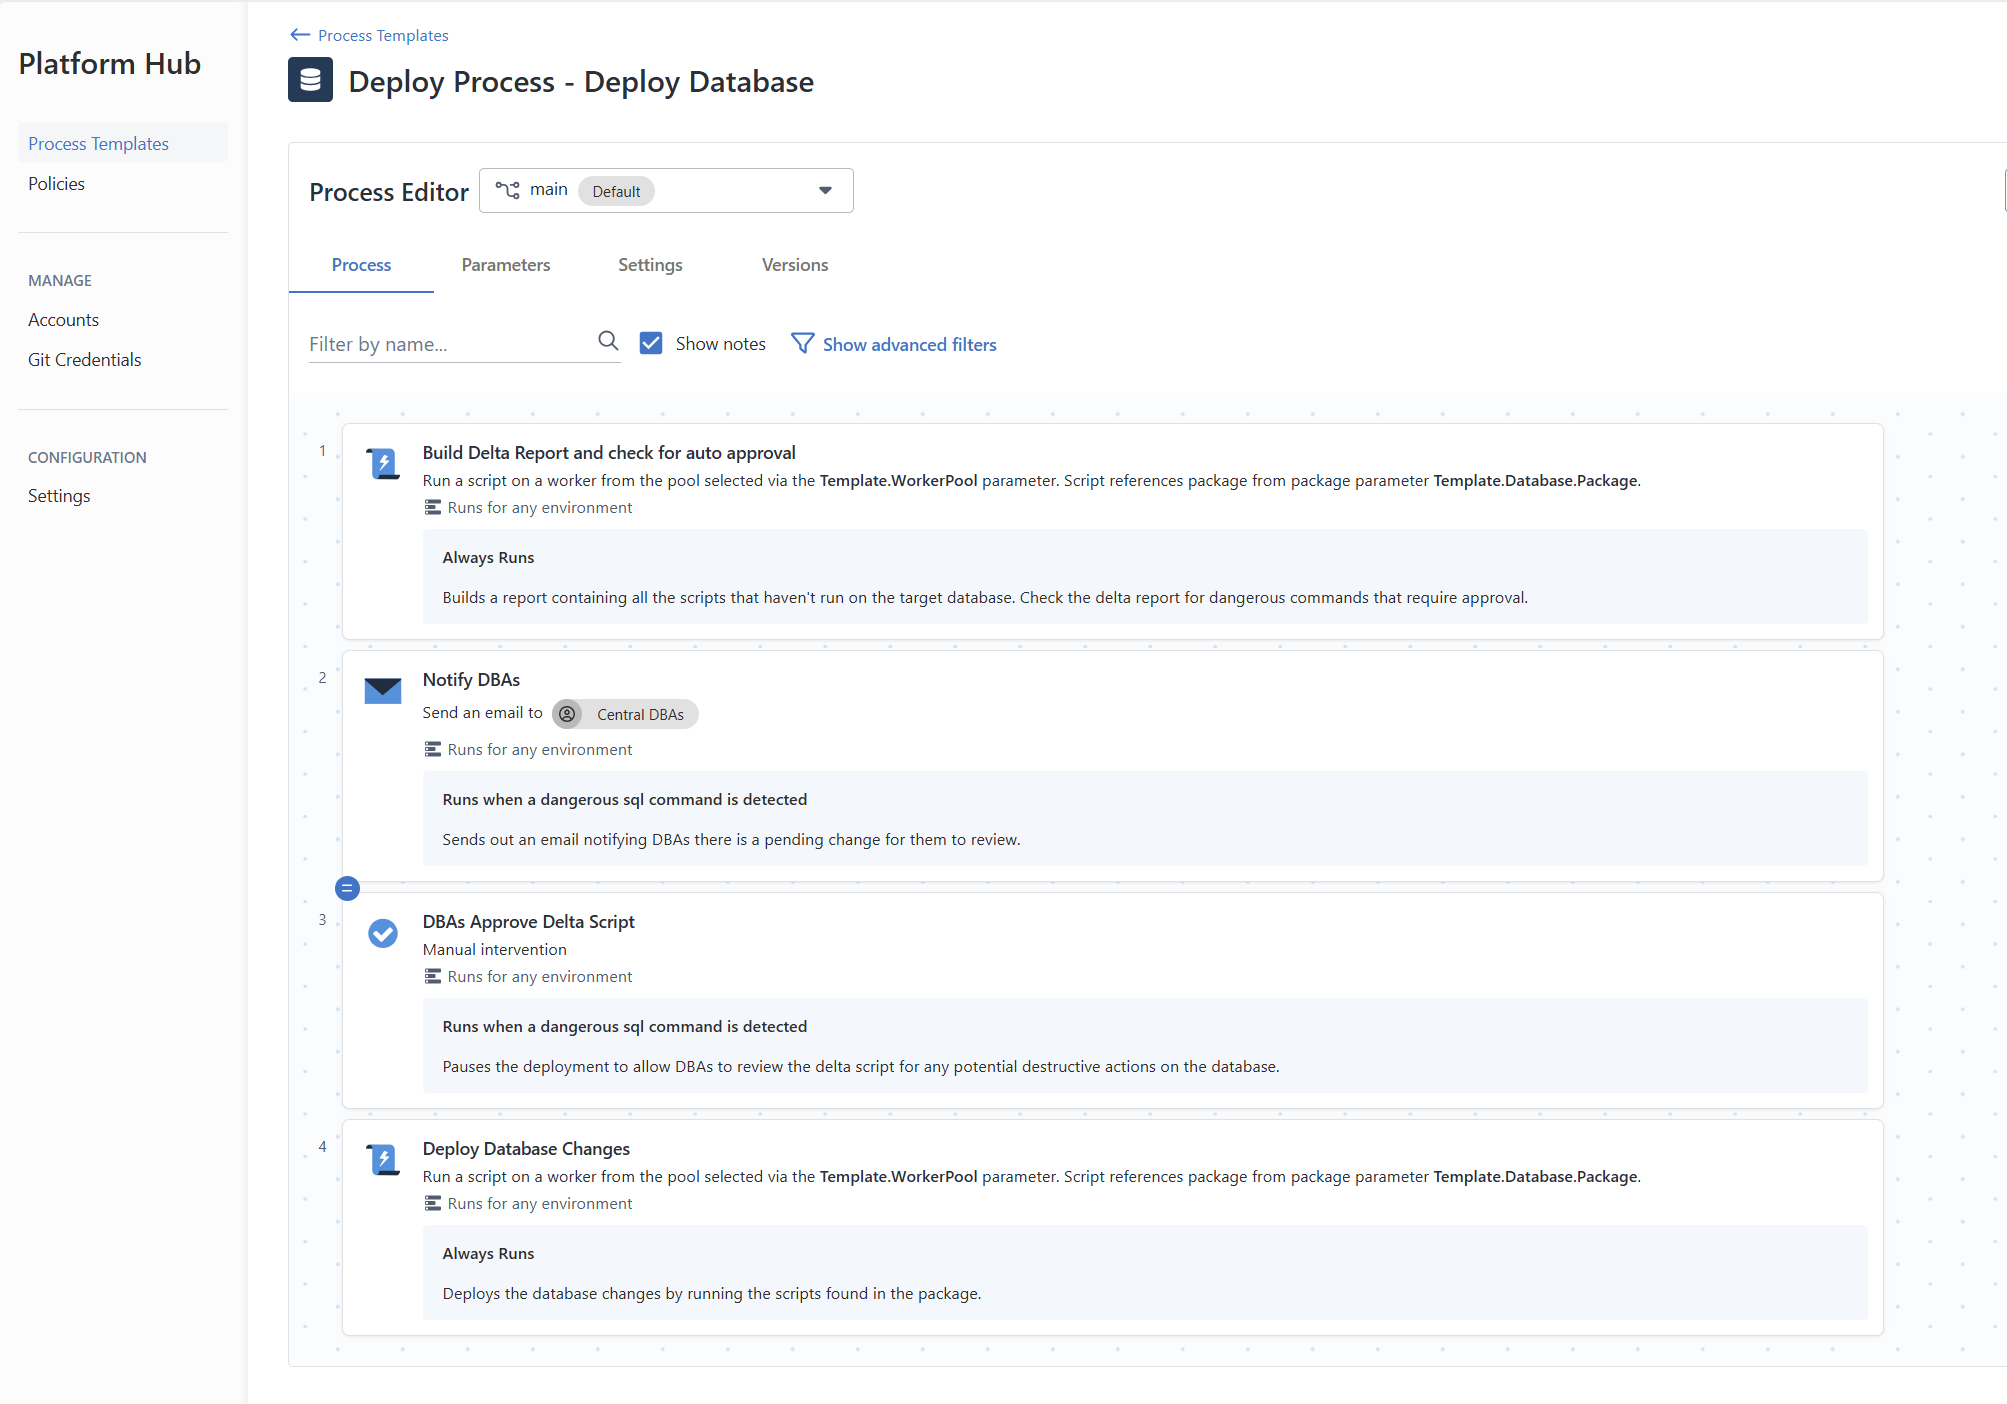 Platform Hub
Process Templates
Policies
MANAGE
Accounts
Git Credentials
CONFIGURATION
Settings
Process Templates
Deploy Process - Deploy Database
Process Editor
main Default
Process Parameters Settings Versions
Filter by name...
Show notes
Show advanced filters
1
Build Delta Report and check for auto approval
Run a script on a worker from the pool selected via the Template.WorkerPool parameter. Script references package from package parameter Template.Database.Package.
Runs for any environment
Always Runs
Builds a report containing all the scripts that haven't run on the target database. Check the delta report for dangerous commands that require approval.
2
Notify DBAs
Send an email to Central DBAs
Runs for any environment
Runs when a dangerous sql command is detected
Sends out an email notifying DBAs there is a pending change for them to review.
3
DBAs Approve Delta Script
Manual intervention
Runs for any environment
Runs when a dangerous sql command is detected
Pauses the deployment to allow DBAs to review the delta script for any potential destructive actions on the database.
4
Deploy Database Changes
Run a script on a worker from the pool selected via the Template.WorkerPool parameter. Script references package from package parameter Template.Database.Package.
Runs for any environment
Always Runs
Deploys the database changes by running the scripts found in the package.